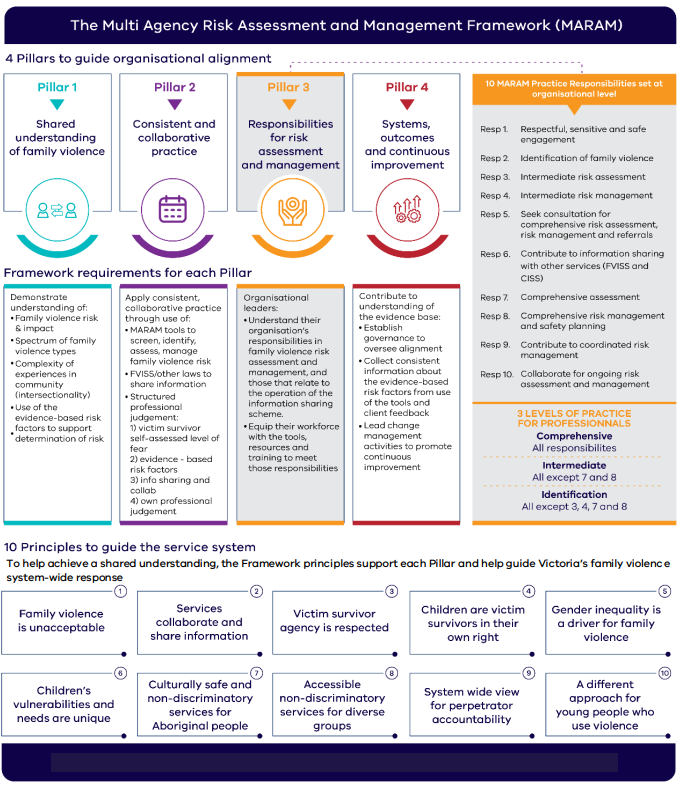 The Multi Agency Risk Assessment and Management Framework (MARAM)
4 Pillars to guide organisational alignment
Pillar 1
Shared
understanding
of family violence
Pillar 2
Consistent and
collaborative
practice
Pillar 3
Responsibilities
for risk
assessment
and management
Pillar 4
Systems,
outcomes
and continuous
improvement
10 MARAM Practice Responsibilities set at
organisational level
Resp 1. Respectful, sensitive and safe
engagement
Resp 2. Identification of family violence
Resp 3. Intermediate risk assessment
Resp 4. Intermediate risk management
Resp 5. Seek consultation for
comprehensive risk assessment,
risk management and referrals
Resp 6. Contribute to information sharing
with other services (FVISS and
CISS)
Resp 7. Comprehensive assessment
Resp 8. Comprehensive risk management
and safety planning
Resp 9. Contribute to coordinated risk
management
Resp 10. Collaborate for ongoing risk
assessment and management
3 LEVELS OF PRACTICE
FOR PROFESSIONALS
Comprehensive
All responsibilites
Intermediate
All except 7 and 8
Identification
All except 3, 4, 7 and 8
Framework requirements for each Pillar
Demonstrate
understanding of:
• Family violence risk
& impact
• Spectrum of family
violence types
• Complexity of
experiences in
community
(intersectionality)
• Use of the
evidence-based risk
factors to support
• determination of risk
Apply consistent,
collaborative practice
through use of:
• MARAM tools to
screen, identify,
assess, manage
family violence risk
• FVISS/other laws to
share information
• Structured
professional
judgement:
1) victim survivor
self-assessed level of
fear
2) evidence - based
risk factors
3) info sharing and
collab
4) own professional
judgement
Organisational
leaders:
• Understand their
organisation's
responsibilities in
family violence risk
assessment and
management, and
those that relate to
the operation of the
information sharing
scheme.
• Equip their workforce
with the tools,
resources and
training to meet
those responsibilities
Contribute to
understanding of
the evidence base:
• Establish
governance to
oversee alignment
• Collect consistent
information about
the evidence-based
risk factors from use
of the tools and
client feedback
• Lead change
management
activities to promote
continuous
improvement
10 Principles to guide the service system
To help achieve a shared understanding, the Framework principles support each Pillar and help guide Victoria's family violence
system-wide response
1
Family violence
is unacceptable
2
Services
collaborate and
share information
3
Victim survivor
agency is respected
4
Children are victim
survivors in their
own right
5
Gender inequality is
a driver for family
violence
6
Children's
vulnerabilities and
needs are unique
7
Culturally safe and
non-discriminatory
services for
Aboriginal people
8
Accessible
non-discriminatory
services for diverse
groups
9
System wide view
for perpetrator
accountability
10
A different
approach for
young people who
use violence